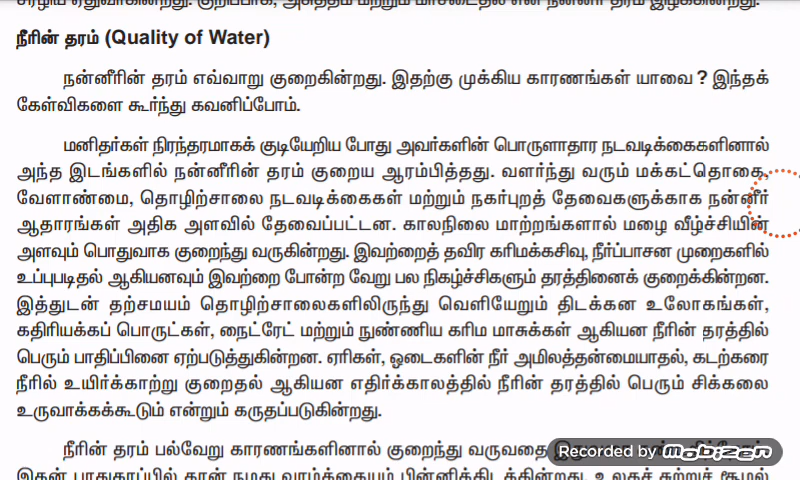 நீரின் தரம் (Quality of Water)
நன்னீரின் தரம் எவ்வாறு குறைகின்றது. இதற்கு முக்கிய காரணங்கள் யாவை ? இந்தக்
கேள்விகளை கூர்ந்து கவனிப்போம்.
மனிதர்கள் நிரந்தரமாகக் குடியேறிய போது அவர்களின் பொருளாதார நடவடிக்கைகளினால்
அந்த இடங்களில் நன்னீரின் தரம் குறைய ஆரம்பித்தது. வளர்ந்து வரும் மக்கட்தொகை,
வேளாண்மை, தொழிற்சாலை நடவடிக்கைகள் மற்றும் நகர்புறத் தேவைகளுக்காக நன்னீர்
ஆதாரங்கள் அதிக அளவில் தேவைப்பட்டன. காலநிலை மாற்றங்களால் மழை வீழ்ச்சியின்
அளவும் பொதுவாக குறைந்து வருகின்றது. இவற்றைத் தவிர கரிமக்கசிவு, நீர்ப்பாசன முறைகளில்
உப்புபடிதல் ஆகியனவும் இவற்றை போன்ற வேறு பல நிகழ்ச்சிகளும் தரத்தினைக் குறைக்கின்றன.
இத்துடன் தற்சமயம் தொழிற்சாலைகளிலிருந்து வெளியேறும் திடக்கன உலோகங்கள்,
கதிரியக்கப் பொருட்கள், நைட்ரேட் மற்றும் நுண்ணிய கரிம மாசுக்கள் ஆகியன நீரின் தரத்தில்
பெரும் பாதிப்பினை ஏற்படுத்துகின்றன. ஏரிகள், ஒடைகளின் நீர் அமிலத்தன்மையாதல், கடற்கரை
நீரில் உயிர்க்காற்று குறைதல் ஆகியன எதிர்க்காலத்தில் நீரின் தரத்தில் பெரும் சிக்கலை
உருவாக்கக்கூடும் என்றும் கருதப்படுகின்றது.
நீரின் தரம் பல்வேறு காரணங்களினால் குறைந்து வருவதை
Recorded by mobizen